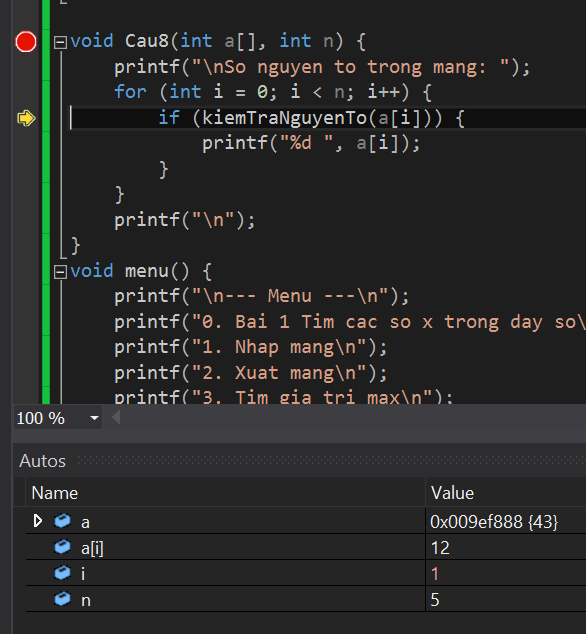 void Cau8(int a[], int n) {
printf("\nSo nguyen to trong mang: ");
for (int i = 0; i < n; i++) {
if (kiemTraNguyenTo(a[i])) {
printf("%d ", a[i]);
}
}
printf("\n");
}
void menu() {
printf("\n--- Menu ---\n");
printf("0. Bai 1 Tim cac so x trong day so\
printf("1. Nhap mang\n");
printf("2. Xuat mang\n");
printf("3. Tim gia tri max\n");
100 %
Autos
Name Value
a 0x009ef888 {43}
a[i] 12
i 1
n 5